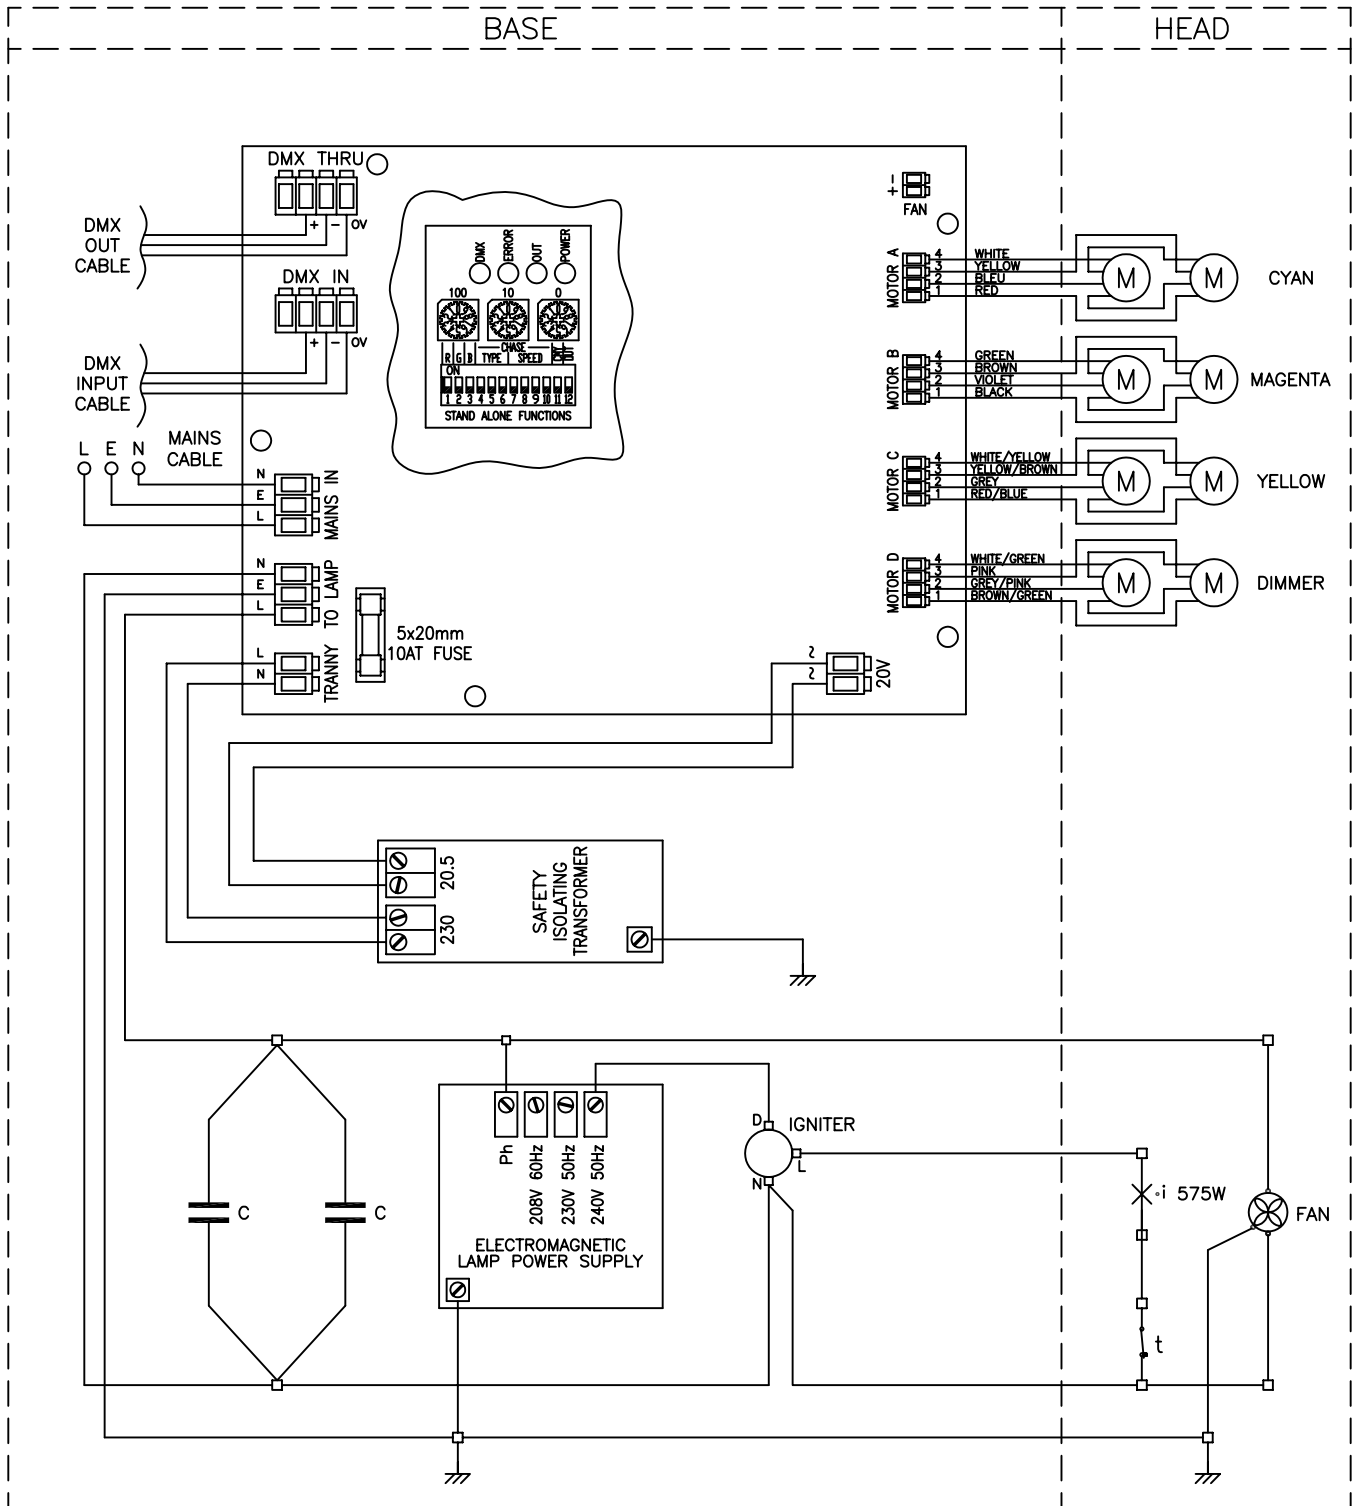 BASE
HEAD
DMX THRU
+ - 0V
DMX
OUT
CABLE
DMX IN
+ - 0V
DMX
INPUT
CABLE
L E N
MAINS
CABLE
N
E
L
MAINS IN
N
E
L
TO LAMP
L
N
TRANNY
5x20mm
10AT FUSE
DMX
ERROR
OUT
POWER
100 10 0
CHASE
R G B TYPE SPEED
ON
1 2 3 4 5 6 7 8 9 10 11 12
STAND ALONE FUNCTIONS
+ -
FAN
MOTOR A
4 WHITE
3 YELLOW
2 BLEU
1 RED
M M
CYAN
MOTOR B
4 GREEN
3 BROWN
2 VIOLET
1 BLACK
M M
MAGENTA
MOTOR C
4 WHITE/YELLOW
3 YELLOW/BROWN
2 GREY
1 RED/BLUE
M M
YELLOW
MOTOR D
4 WHITE/GREEN
3 PINK
2 GREY/PINK
1 BROWN/GREEN
M M
DIMMER
~
~
20V
20.5
230
SAFETY
ISOLATING
TRANSFORMER
C
C
Ph
208V 60Hz
230V 50Hz
240V 50Hz
ELECTROMAGNETIC
LAMP POWER SUPPLY
D
IGNITER
L
N
i 575W
t
FAN